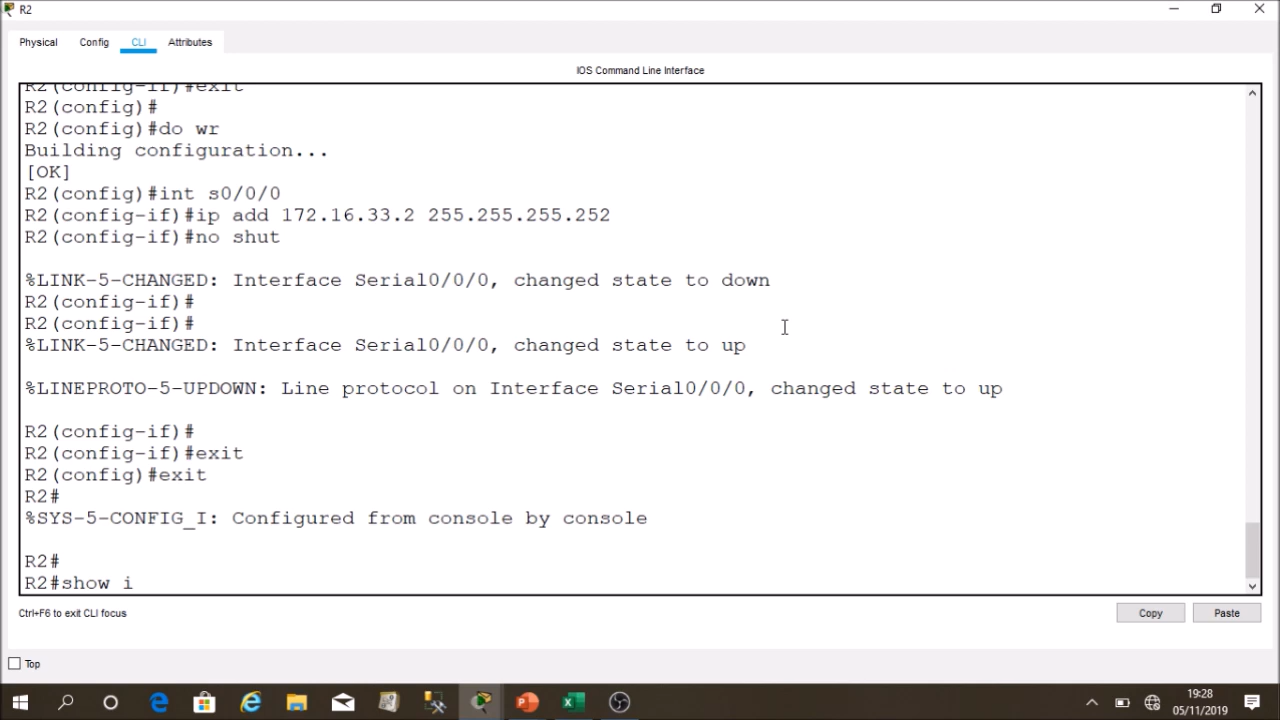 R2
Physical
Config
CLI
Attributes
IOS Command Line Interface
R2(config-if)#exit
R2(config)#
R2(config)#do wr
Building configuration...
[OK]
R2(config)#int s0/0/0
R2(config-if)#ip add 172.16.33.2 255.255.255.252
R2(config-if)#no shut
%LINK-5-CHANGED: Interface Serial0/0/0, changed state to down
R2(config-if)#
R2(config-if)#
%LINK-5-CHANGED: Interface Serial0/0/0, changed state to up
%LINEPROTO-5-UPDOWN: Line protocol on Interface Serial0/0/0, changed state to up
R2(config-if)#
R2(config-if)#exit
R2(config)#exit
R2#
%SYS-5-CONFIG_I: Configured from console by console
R2#
R2#show i
Ctrl+F6 to exit CLI focus
Copy
Paste
Top
19:28
05/11/2019